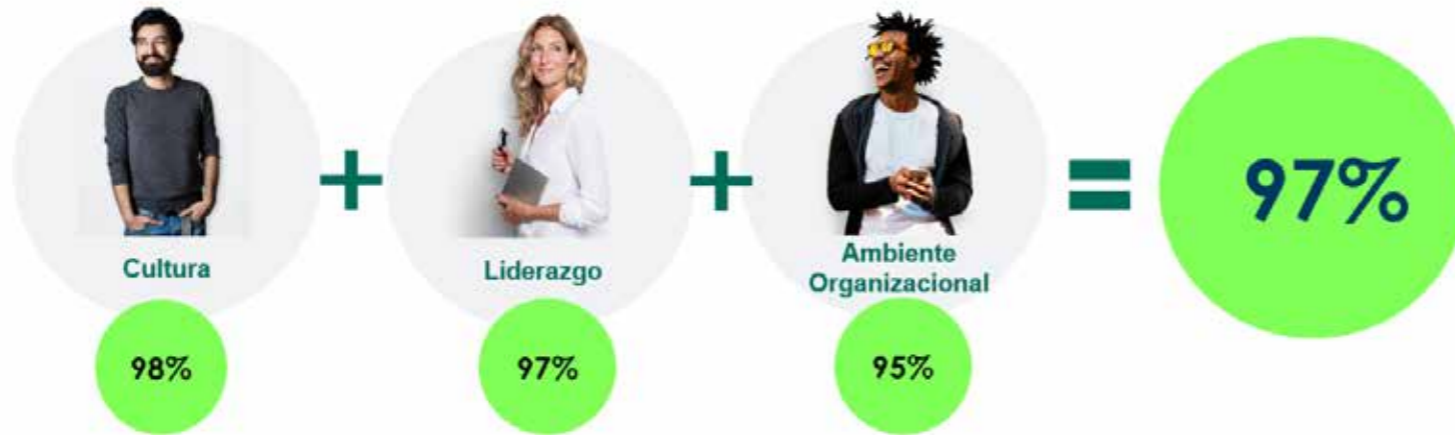 +
+
=
97%
Cultura
Liderazgo
Ambiente
Organizacional
98%
97%
95%